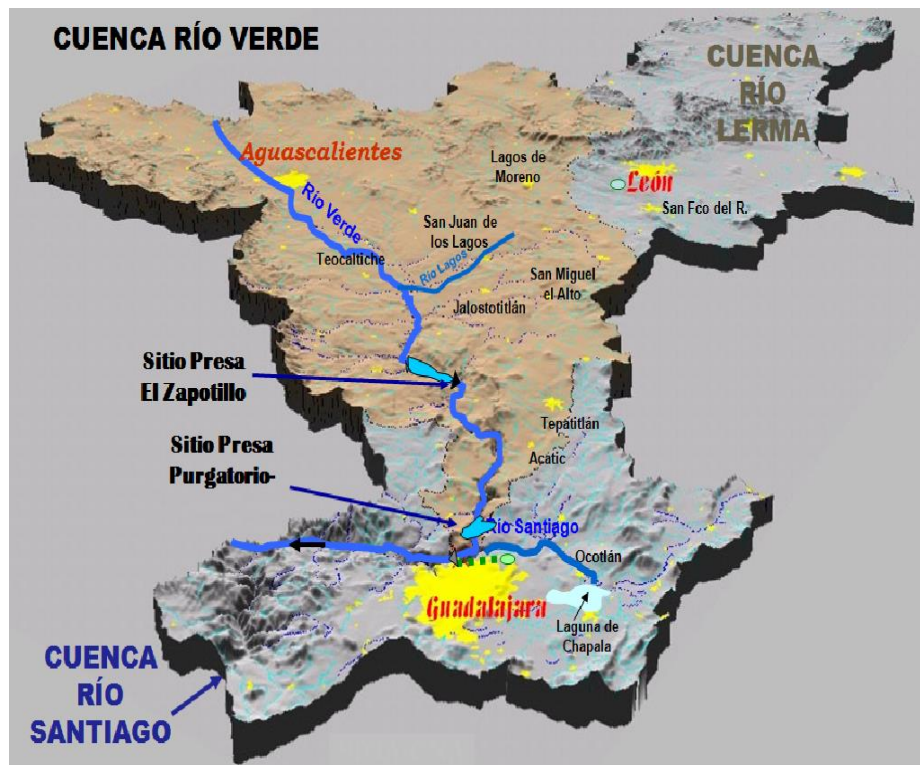 CUENCA RÍO VERDE
CUENCA
RÍO
LERMA
Aguascalientes
Lagos de
Moreno
León
San Fco del R.
Río Verde
San Juan de
los Lagos
Teocaltiche
Río Lagos
San Miguel
el Alto
Jalostotitlán
Sitio Presa
El Zapotillo
Tepatitlán
Sitio Presa
Purgatorio-
Acatic
Río Santiago
Ocotlán
Guadalajara
Laguna de
Chapala
CUENCA
RÍO
SANTIAGO